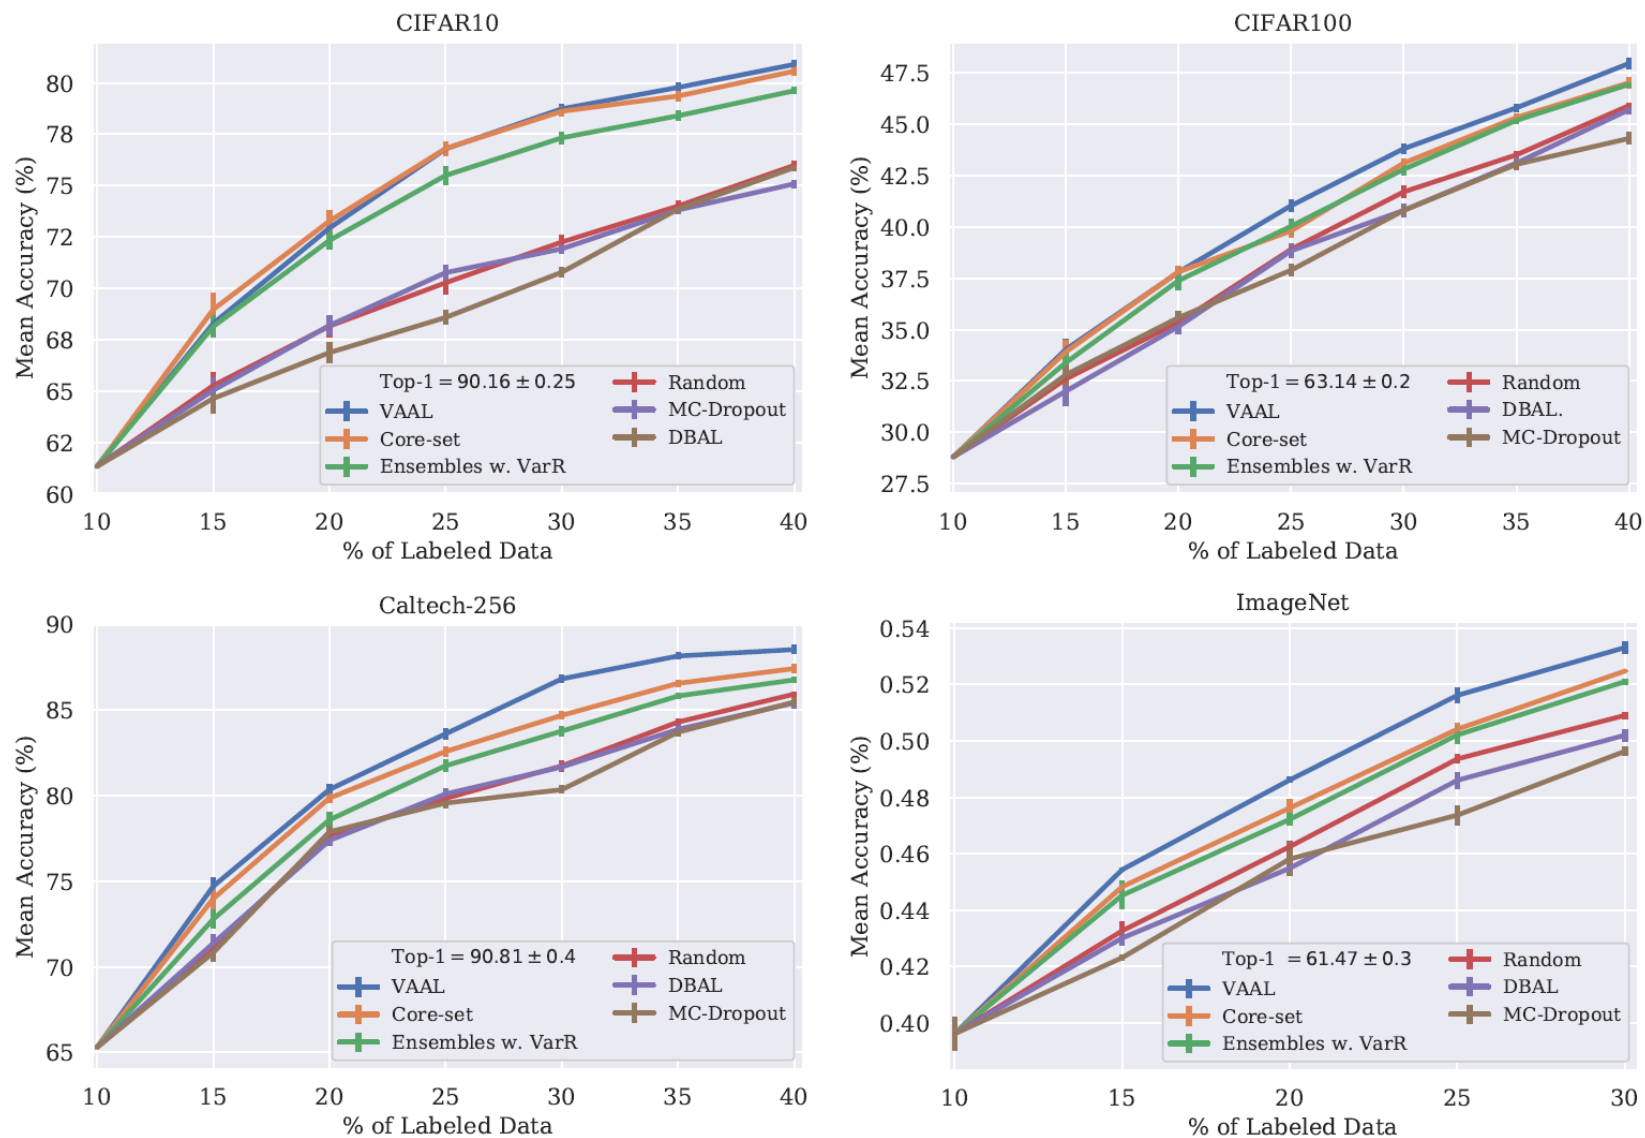 CIFAR10
Mean Accuracy (%)
80
78
75
72
70
68
65
62
60
10 15 20 25 30 35 40
% of Labeled Data
Top-1 = 90.16 ± 0.25
VAAL
Core-set
Ensembles w. VarR
Random
MC-Dropout
DBAL
CIFAR100
Mean Accuracy (%)
47.5
45.0
42.5
40.0
37.5
35.0
32.5
30.0
27.5
10 15 20 25 30 35 40
% of Labeled Data
Top-1 = 63.14 ± 0.2
VAAL
Core-set
Ensembles w. VarR
Random
DBAL.
MC-Dropout
Caltech-256
Mean Accuracy (%)
90
85
80
75
70
65
10 15 20 25 30 35 40
% of Labeled Data
Top-1 = 90.81 ± 0.4
VAAL
Core-set
Ensembles w. VarR
Random
DBAL
MC-Dropout
ImageNet
Mean Accuracy (%)
0.54
0.52
0.50
0.48
0.46
0.44
0.42
0.40
10 15 20 25 30
% of Labeled Data
Top-1 = 61.47 ± 0.3
VAAL
Core-set
Ensembles w. VarR
Random
DBAL
MC-Dropout